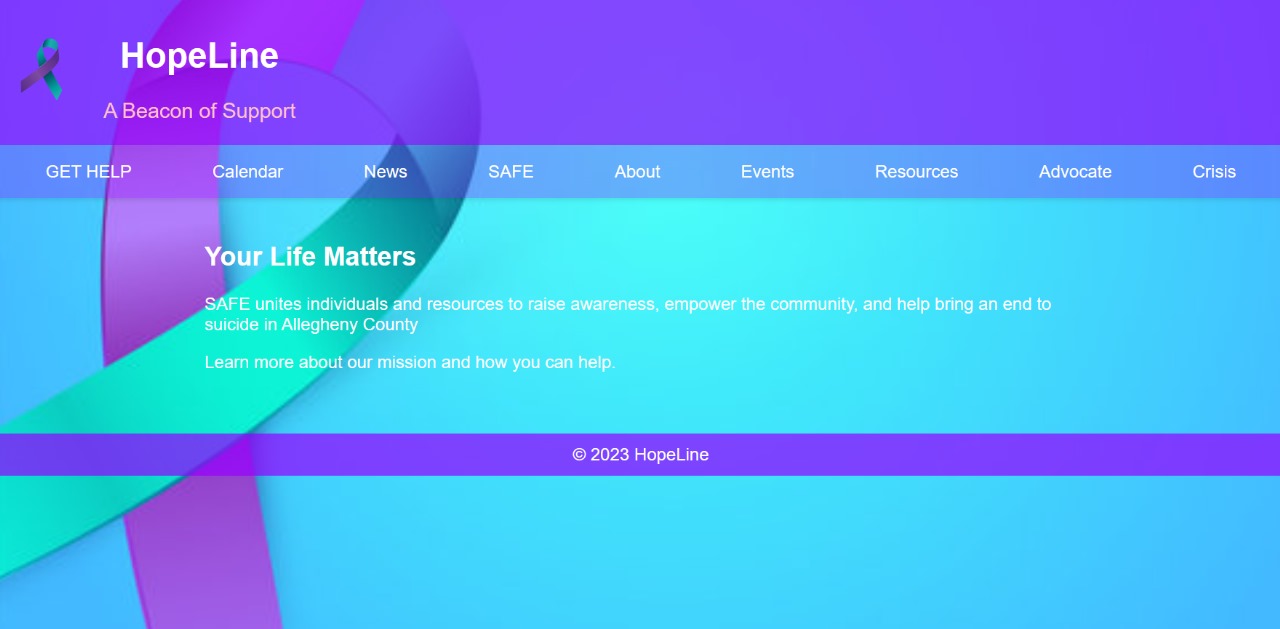 HopeLine
A Beacon of Support
GET HELP Calendar News SAFE About Events Resources Advocate Crisis
Your Life Matters
SAFE unites individuals and resources to raise awareness, empower the community, and help bring an end to
suicide in Allegheny County
Learn more about our mission and how you can help.
© 2023 HopeLine